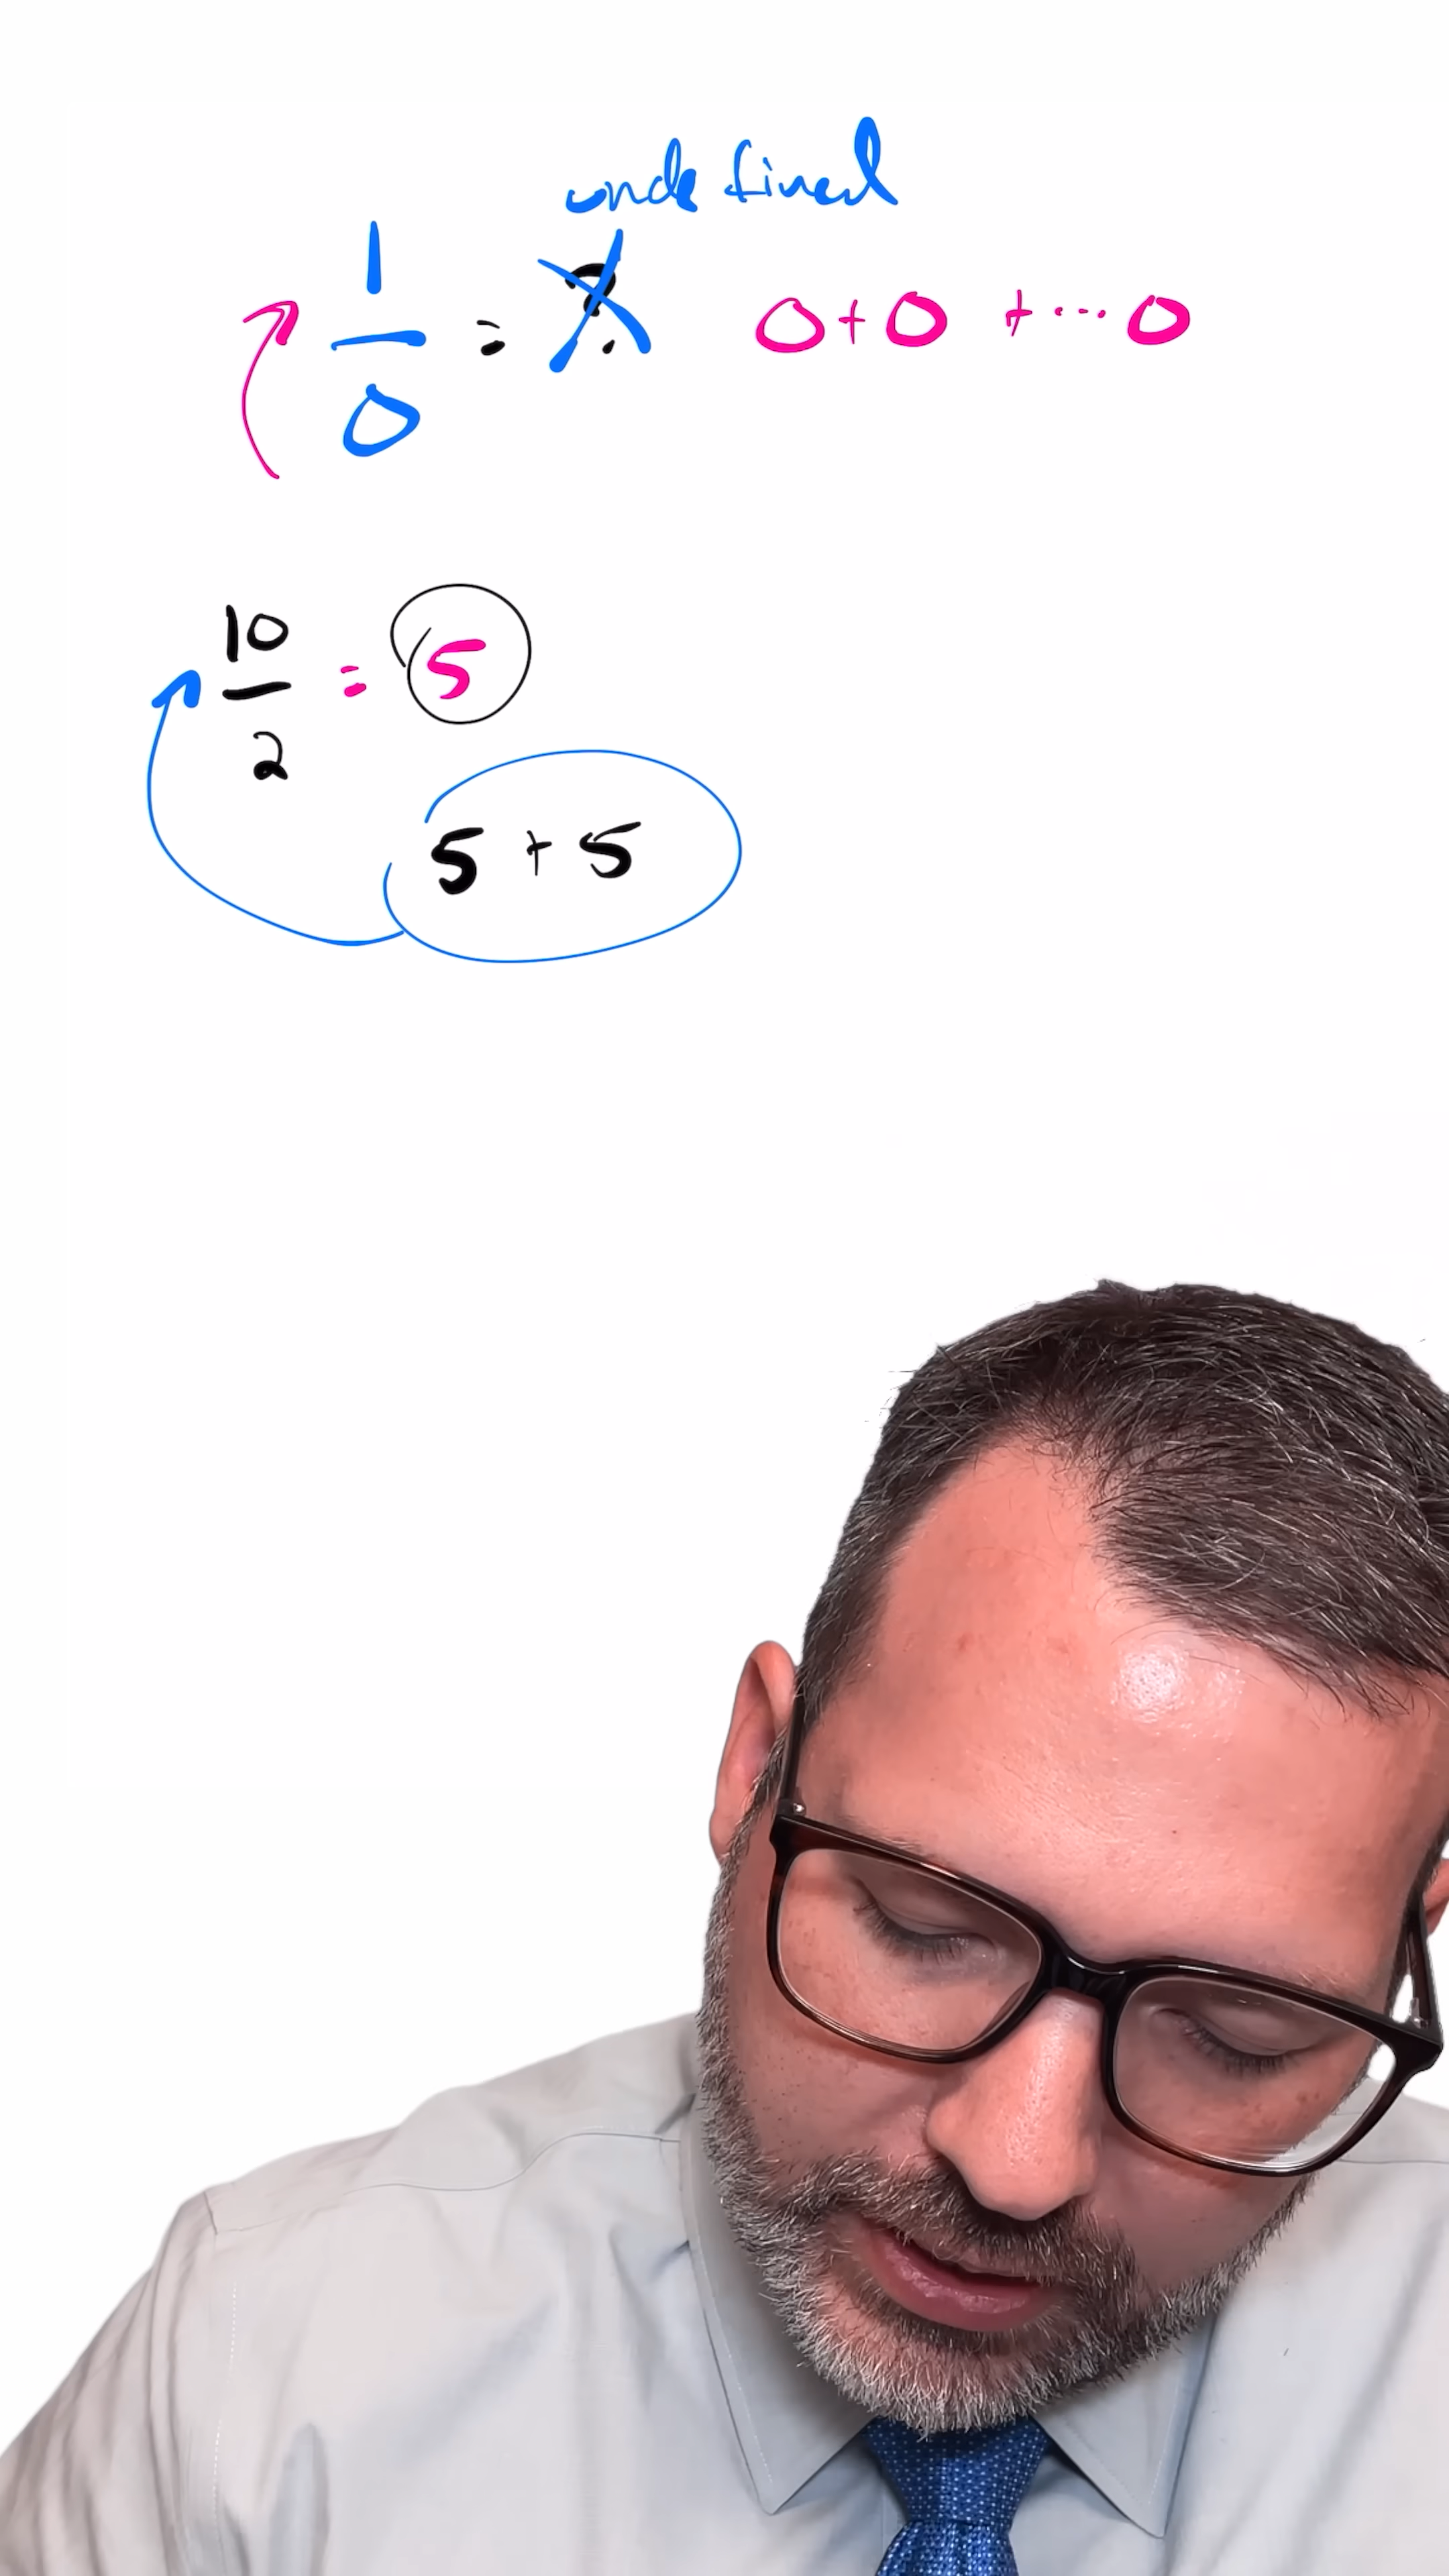 undefined
1/0 = ? 0+0 +...0
10/2 = 5
5 + 5